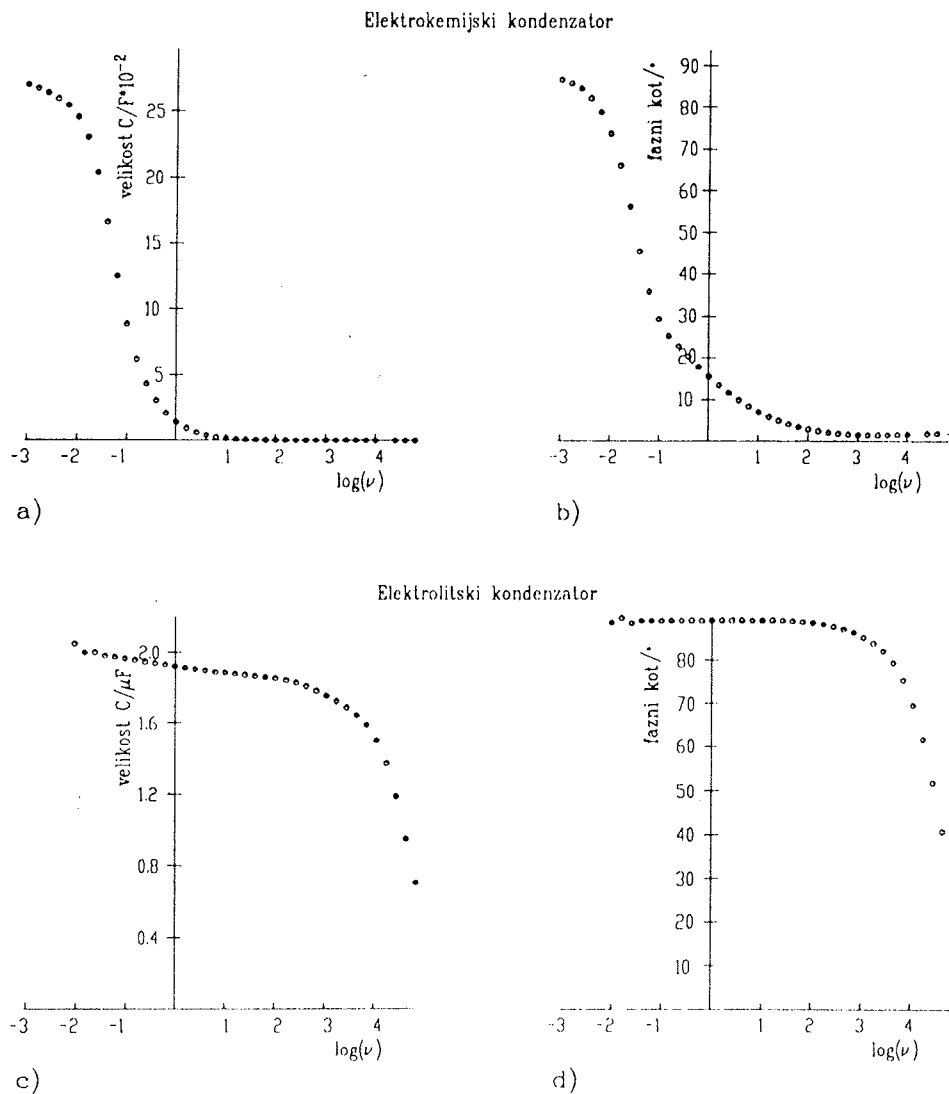 Elektrokemijski kondenzator
velikost C/F*10⁻²
25
20
15
10
5
-3 -2 -1 1 2 3 4
log(ν)
a)
fazni kot/°
90
80
70
60
50
40
30
20
10
-3 -2 -1 1 2 3 4
log(ν)
b)
Elektrolitski kondenzator
velikost C/μF
2.0
1.6
1.2
0.8
0.4
-3 -2 -1 1 2 3 4
log(ν)
c)
fazni kot/°
80
70
60
50
40
30
20
10
-3 -2 -1 1 2 3 4
log(ν)
d)